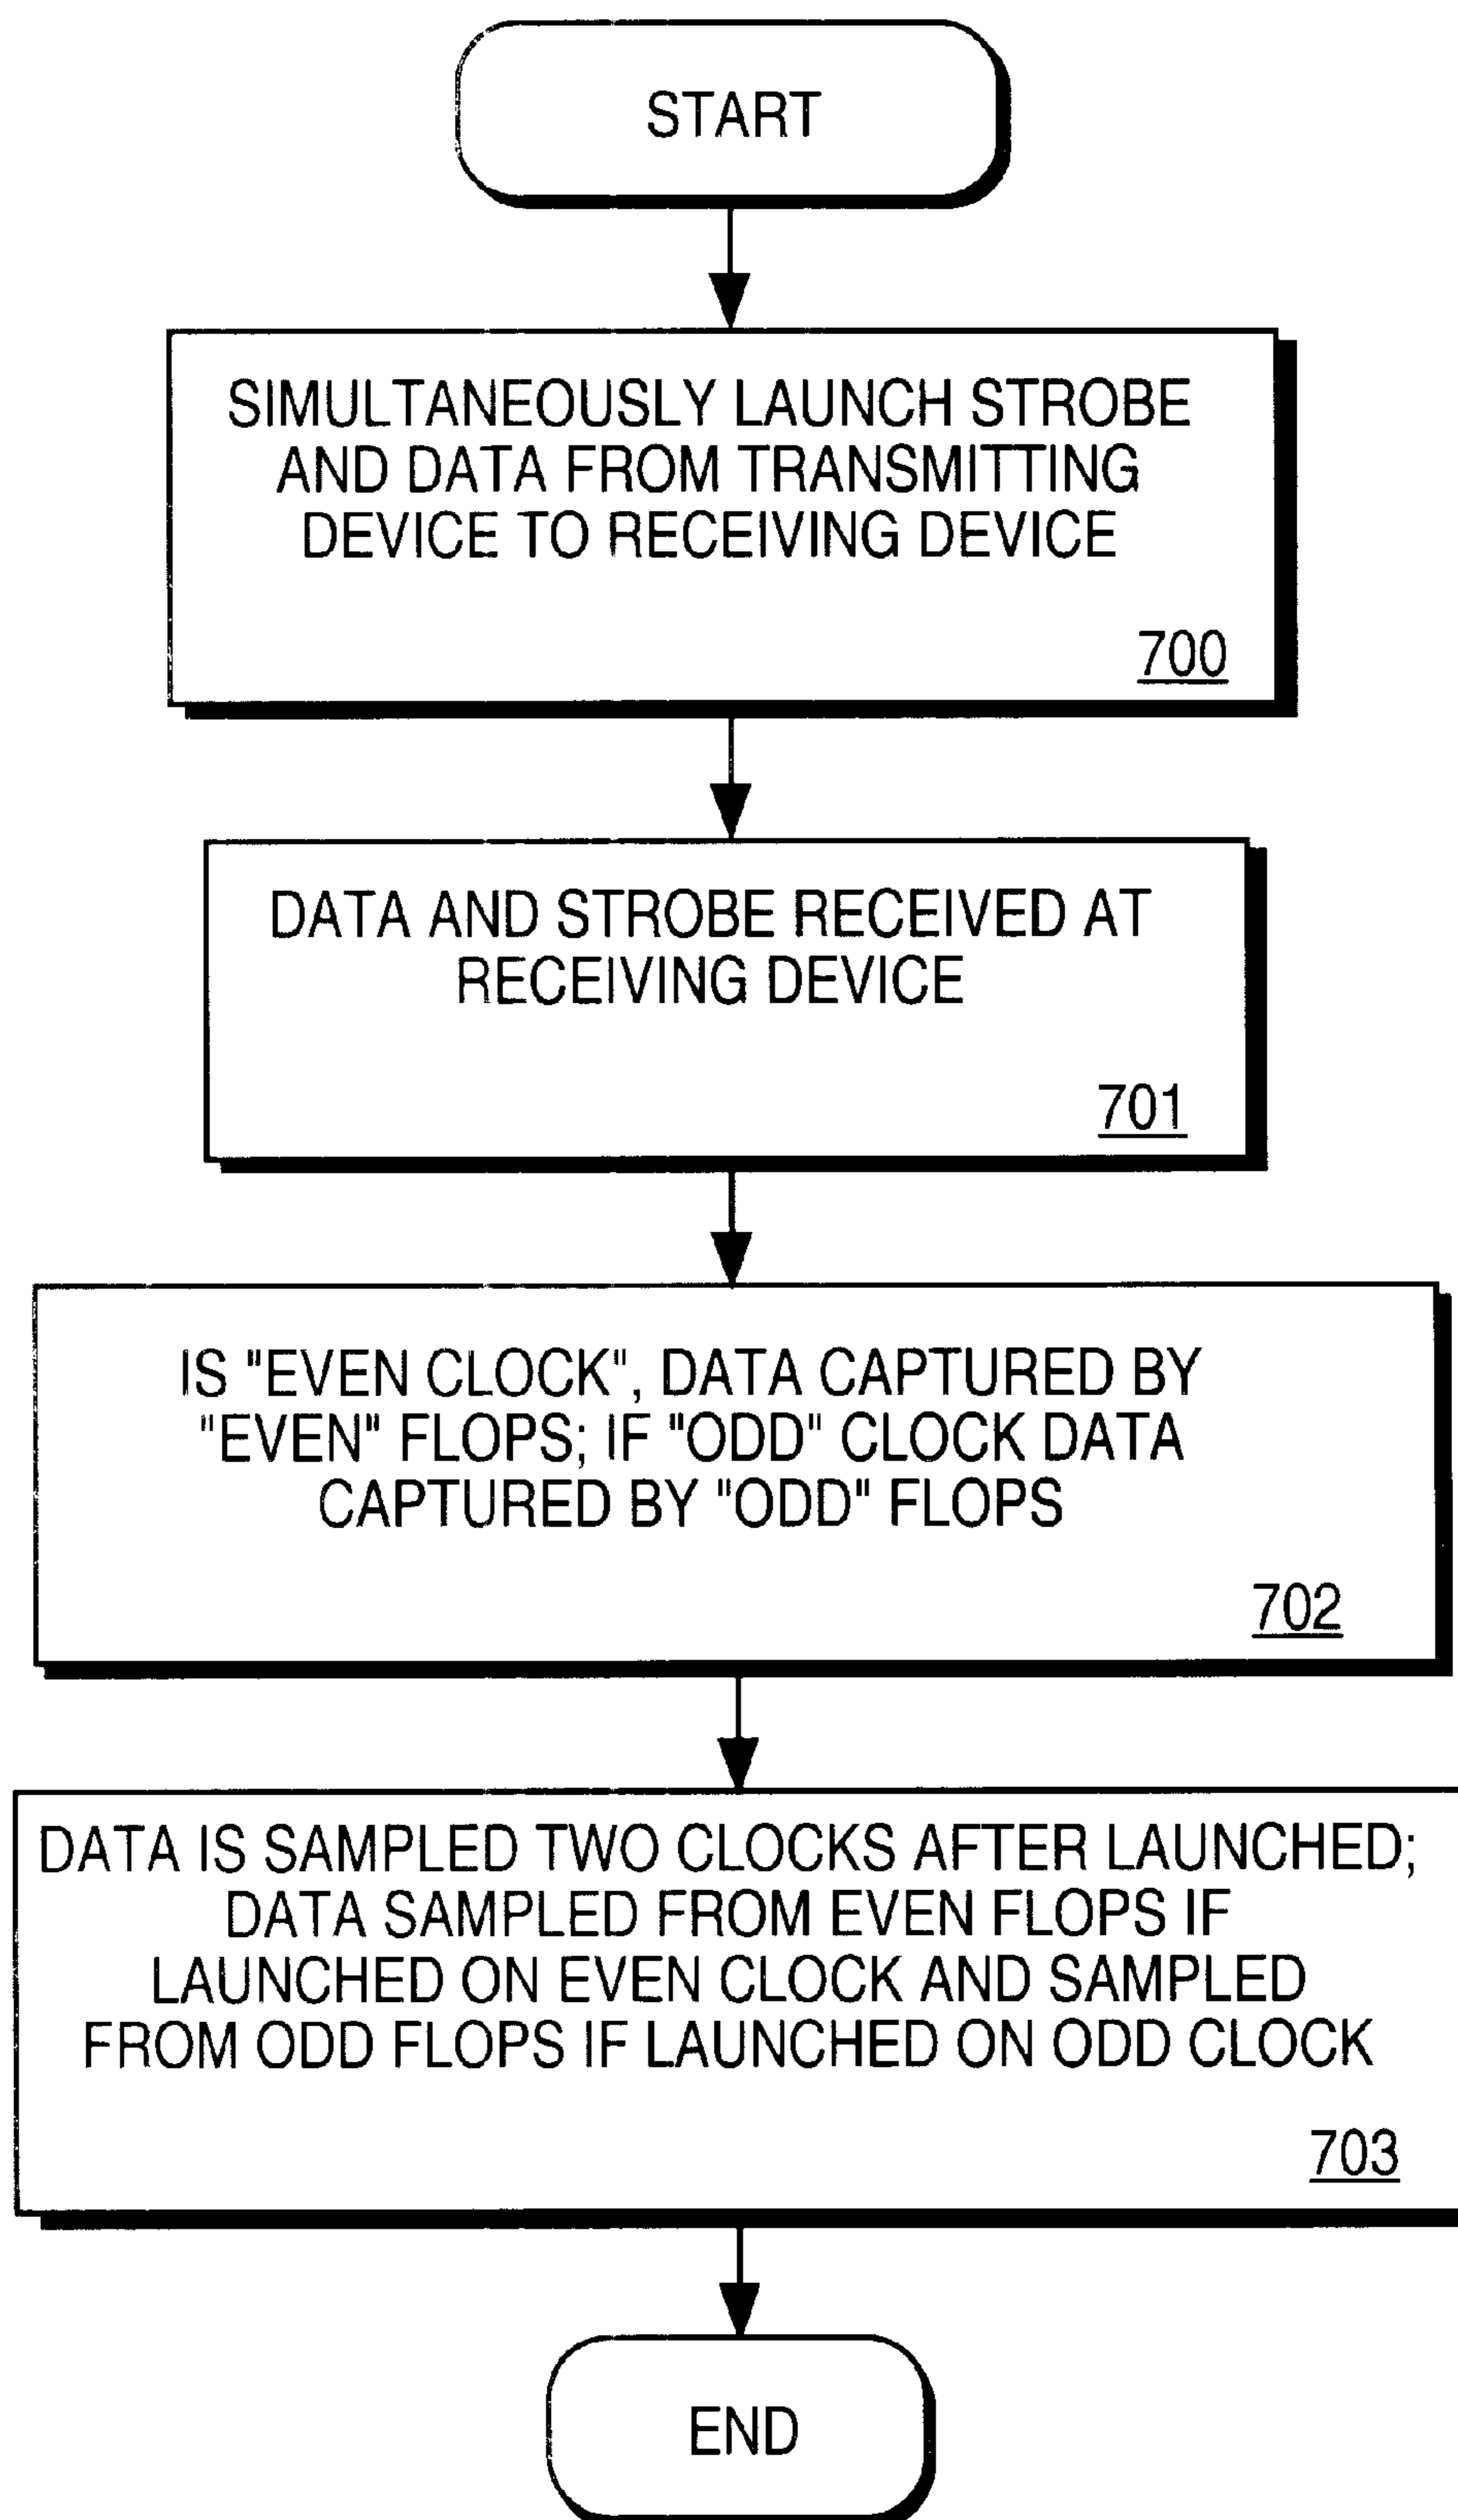 START
SIMULTANEOUSLY LAUNCH STROBE
AND DATA FROM TRANSMITTING
DEVICE TO RECEIVING DEVICE
700
DATA AND STROBE RECEIVED AT
RECEIVING DEVICE
701
IS "EVEN CLOCK", DATA CAPTURED BY
"EVEN" FLOPS; IF "ODD" CLOCK DATA
CAPTURED BY "ODD" FLOPS
702
DATA IS SAMPLED TWO CLOCKS AFTER LAUNCHED;
DATA SAMPLED FROM EVEN FLOPS IF
LAUNCHED ON EVEN CLOCK AND SAMPLED
FROM ODD FLOPS IF LAUNCHED ON ODD CLOCK
703
END